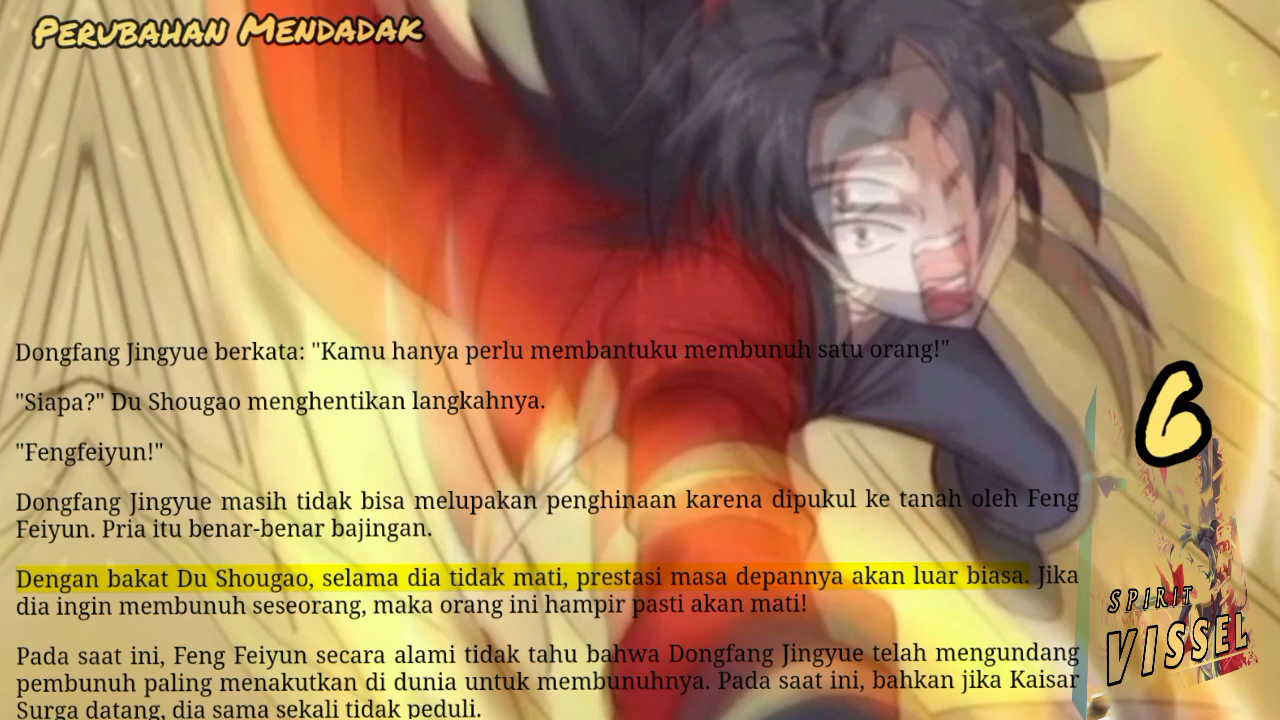 Perubahan Mendadak
Dongfang Jingyue berkata: "Kamu hanya perlu membantuku membunuh satu orang!"
"Siapa?" Du Shougao menghentikan langkahnya.
"Fengfeiyun!"
Dongfang Jingyue masih tidak bisa melupakan penghinaan karena dipukul ke tanah oleh Feng
Feiyun. Pria itu benar-benar bajingan.
Dengan bakat Du Shougao, selama dia tidak mati, prestasi masa depannya akan luar biasa. Jika
dia ingin membunuh seseorang, maka orang ini hampir pasti akan mati!
Pada saat ini, Feng Feiyun secara alami tidak tahu bahwa Dongfang Jingyue telah mengundang
pembunuh paling menakutkan di dunia untuk membunuhnya. Pada saat ini, bahkan jika Kaisar
Surga datang, dia sama sekali tidak peduli.
6
SPIRIT
VISSEL